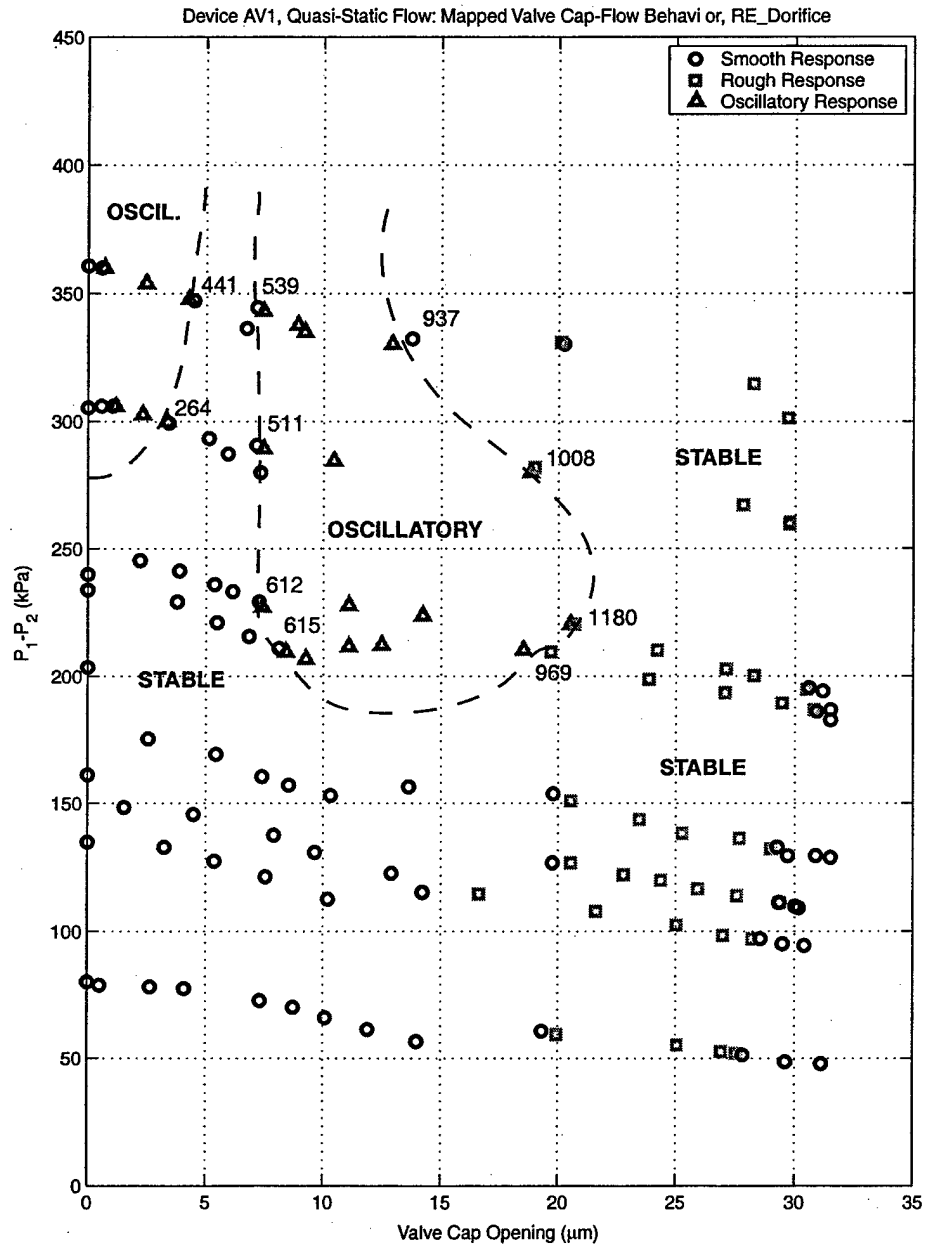 Device AV1, Quasi-Static Flow: Mapped Valve Cap-Flow Behavi or, RE_Dorifice
450
400
350
300
250
200
150
100
50
0
P1-P2 (kPa)
Smooth Response
Rough Response
Oscillatory Response
OSCIL.
441
539
937
264
511
1008
STABLE
OSCILLATORY
612
615
1180
969
STABLE
STABLE
0 5 10 15 20 25 30 35
Valve Cap Opening (μm)